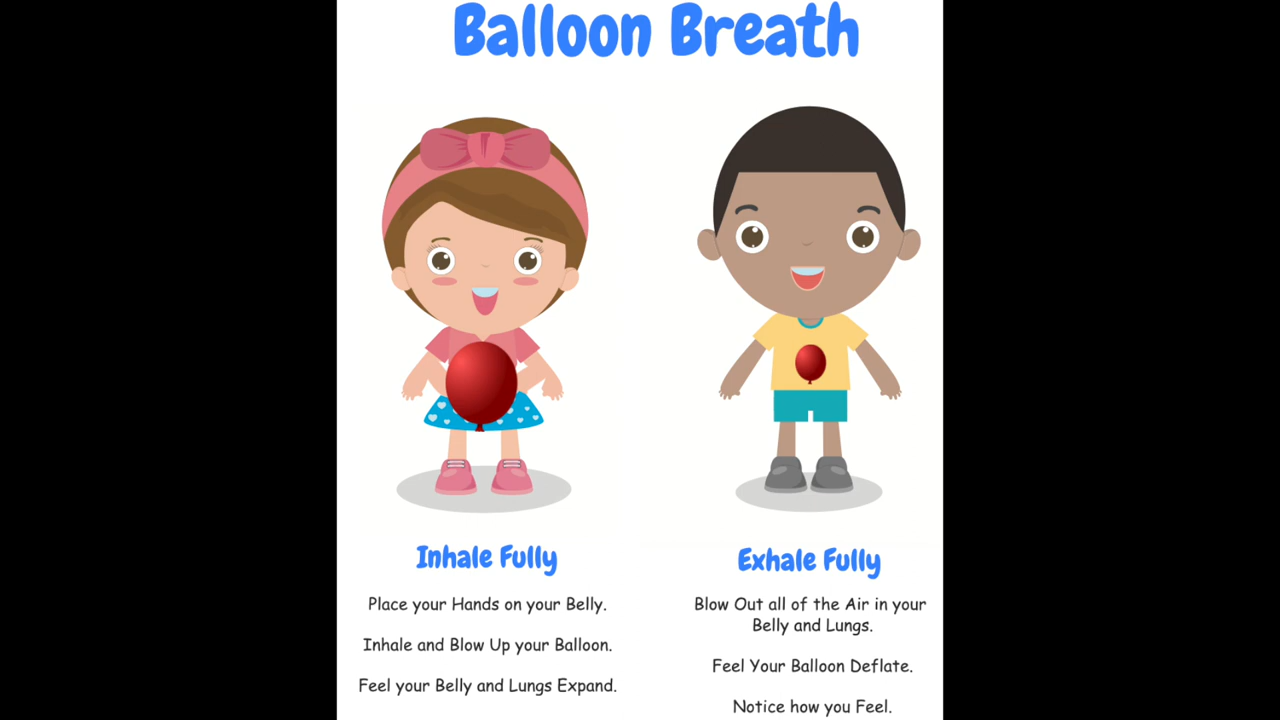 Balloon Breath
Inhale Fully
Place your Hands on your Belly.
Inhale and Blow Up your Balloon.
Feel your Belly and Lungs Expand.
Exhale Fully
Blow Out all of the Air in your
Belly and Lungs.
Feel Your Balloon Deflate.
Notice how you Feel.